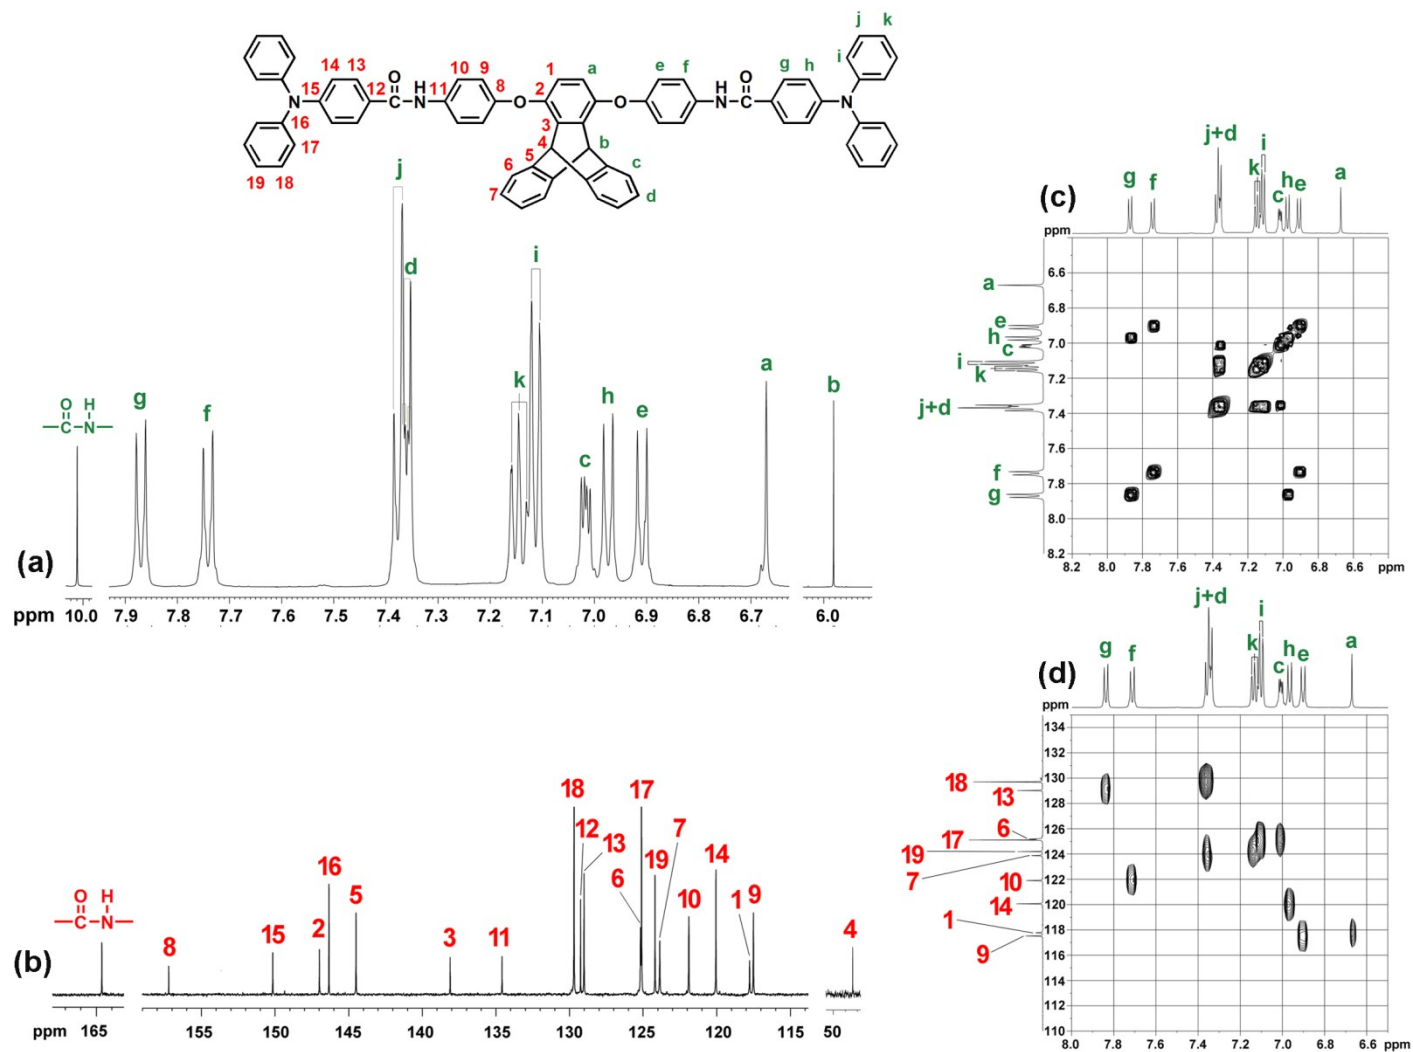 j k
14 13 O H 10 9 1 a e f H O g h i
15 12 C N 11 8 O 2 O N C N
N 16 3
17 4 b
5
6 c
19 18 7 d
j
d
i
k
a
b
g
f
h
e
c
O H
C N
(a)
ppm 10.0 7.9 7.8 7.7 7.6 7.5 7.4 7.3 7.2 7.1 7.0 6.9 6.8 6.7 6.0
18 17
12 7
13
16 19 14
6
5 10 1 9
O H
C N
8 15 2 3 11 4
(b)
ppm 165 155 150 145 140 135 130 125 120 115 50
j+d
i
g f k h e a
c
(c)
ppm
ppm
a 6.6
6.8
e
h 7.0
c
i
k 7.2
j+d 7.4
7.6
f
g 7.8
8.0
8.2
8.2 8.0 7.8 7.6 7.4 7.2 7.0 6.8 6.6 ppm
j+d
i
g f k h e a
c
(d)
ppm
ppm
134
132
18 130
13 128
6 126
17
19 124
7
10 122
14 120
1 118
9
116
114
112
110
8.0 7.8 7.6 7.4 7.2 7.0 6.8 6.6 ppm